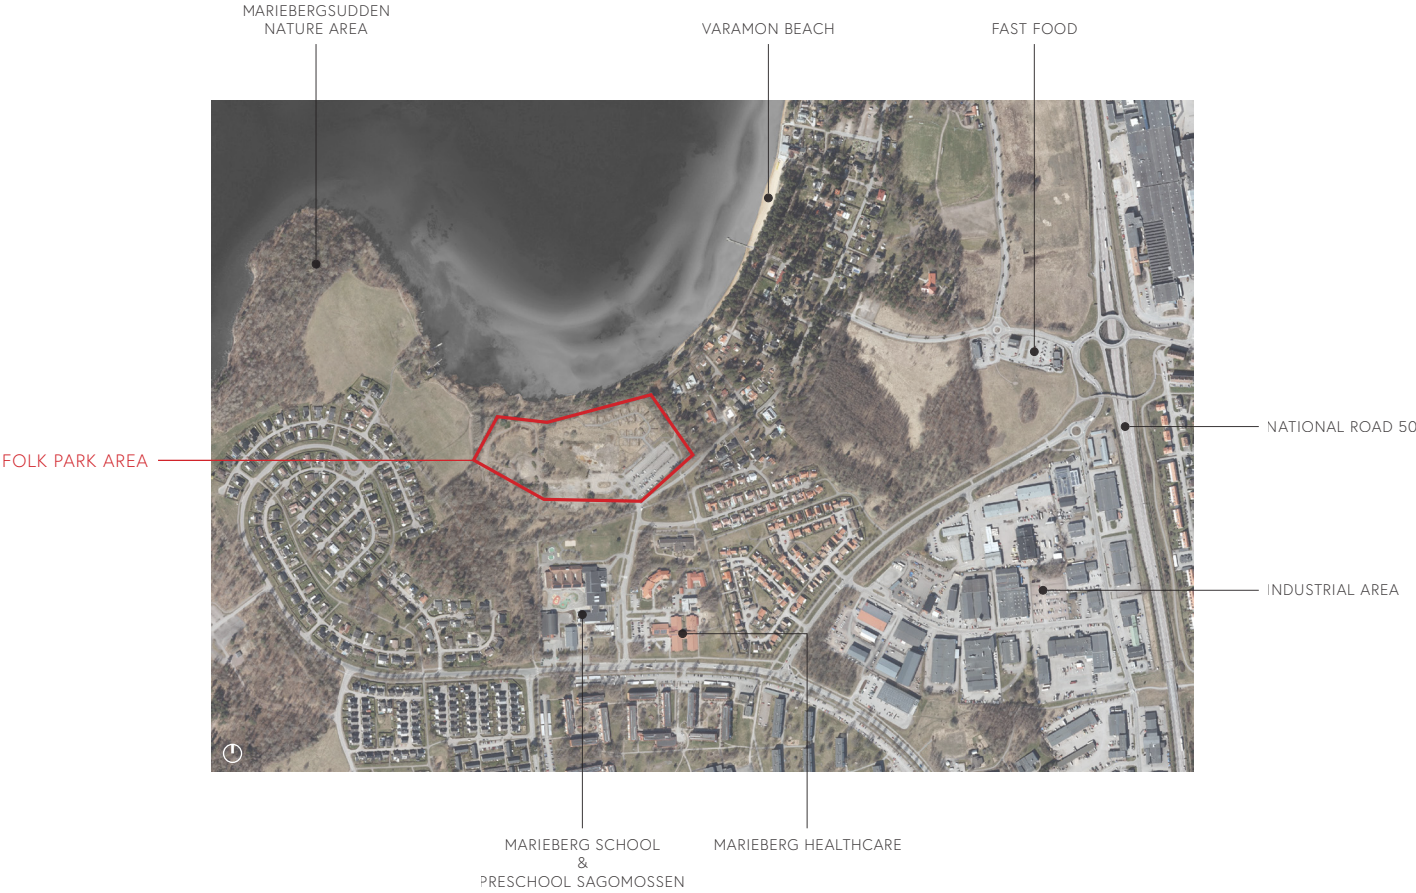 MARIEBERGSUDDEN
NATURE AREA
VARAMON BEACH
FAST FOOD
FOLK PARK AREA
NATIONAL ROAD 50
INDUSTRIAL AREA
MARIEBERG SCHOOL
&
PRESCHOOL SAGOMOSSEN
MARIEBERG HEALTHCARE